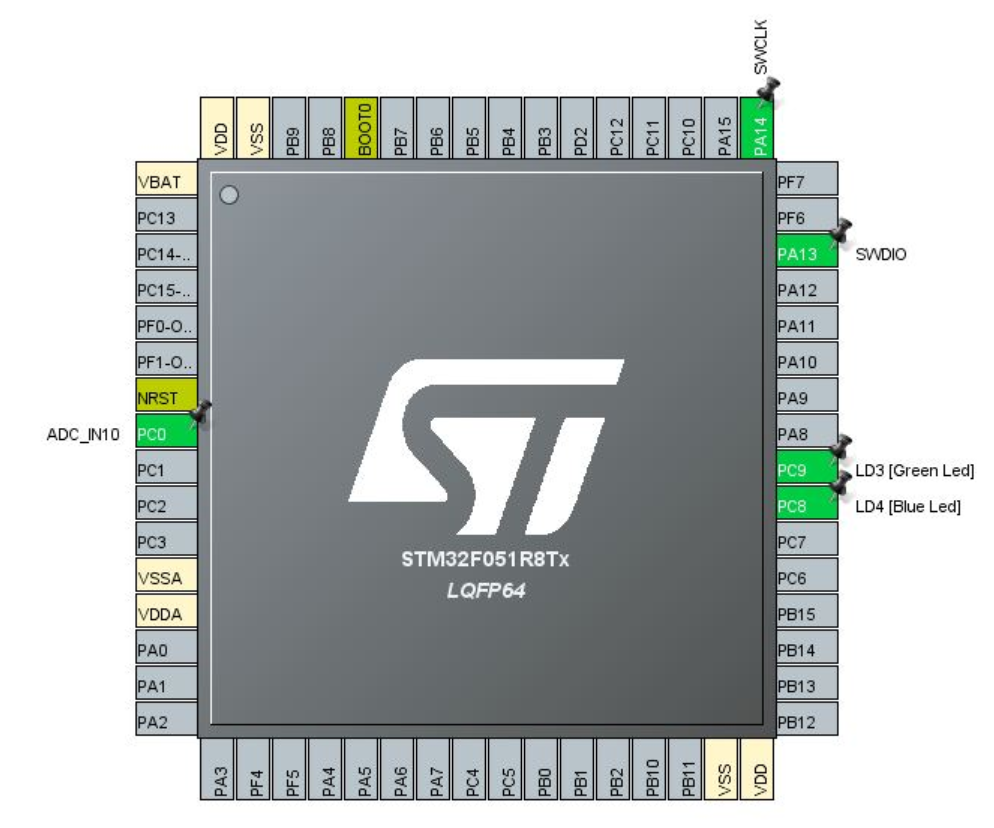 SWCLK
VDD
VSS
PB9
PB8
BOOT0
PB7
PB6
PB5
PB4
PB3
PD2
PC12
PC11
PC10
PA15
PA14
VBAT
PC13
PC14-..
PC15-..
PF0-O..
PF1-O..
NRST
ADC_IN10 PC0
PC1
PC2
PC3
VSSA
VDDA
PA0
PA1
PA2
ST
STM32F051R8Tx
LQFP64
PF7
PF6
PA13 SWDIO
PA12
PA11
PA10
PA9
PA8
PC9 LD3 [Green Led]
PC8 LD4 [Blue Led]
PC7
PC6
PB15
PB14
PB13
PB12
PA3
PF4
PF5
PA4
PA5
PA6
PA7
PC4
PC5
PB0
PB1
PB2
PB10
PB11
VSS
VDD